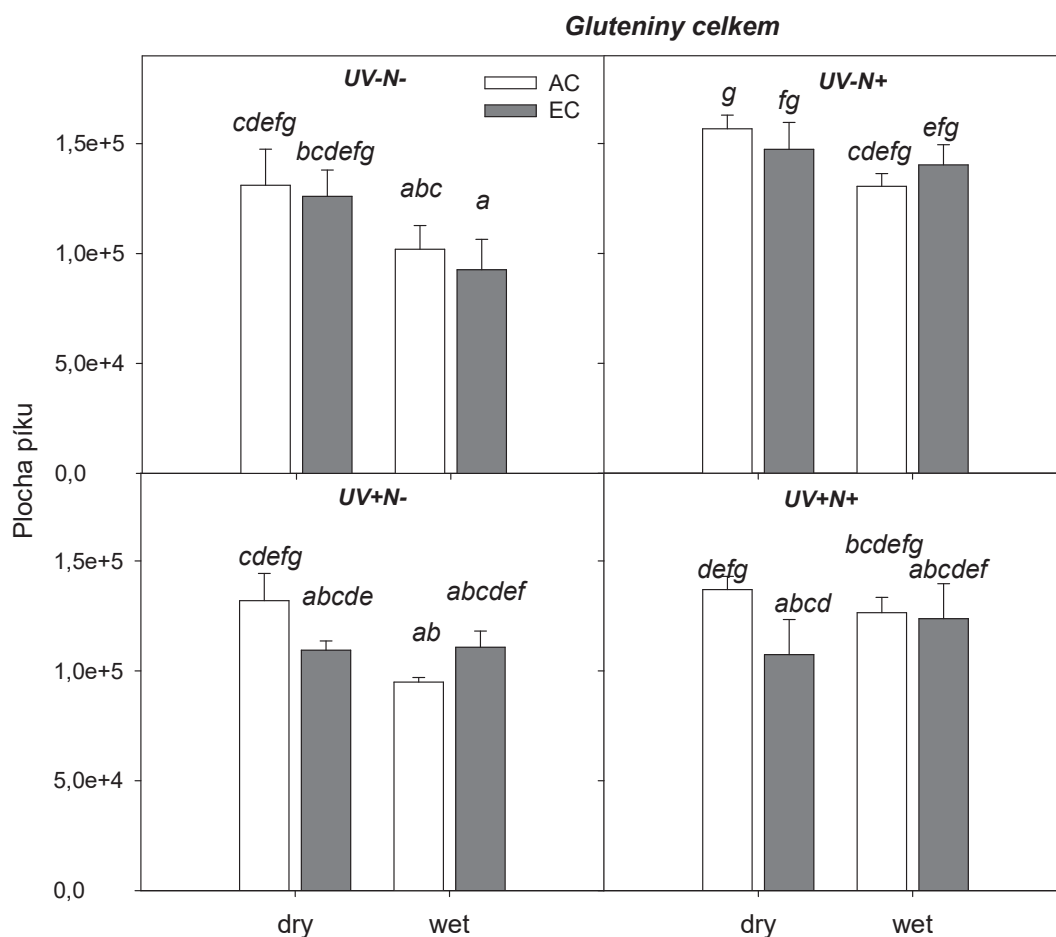 Gluteniny celkem
UV-N-
AC
EC
cdefg
bcdefg
abc
a
UV-N+
g
fg
cdefg
efg
1,5e+5
1,0e+5
5,0e+4
0,0
Plocha píku
UV+N-
cdefg
abcde
ab
abcdef
UV+N+
defg
abcd
bcdefg
abcdef
1,5e+5
1,0e+5
5,0e+4
0,0
dry
wet
dry
wet